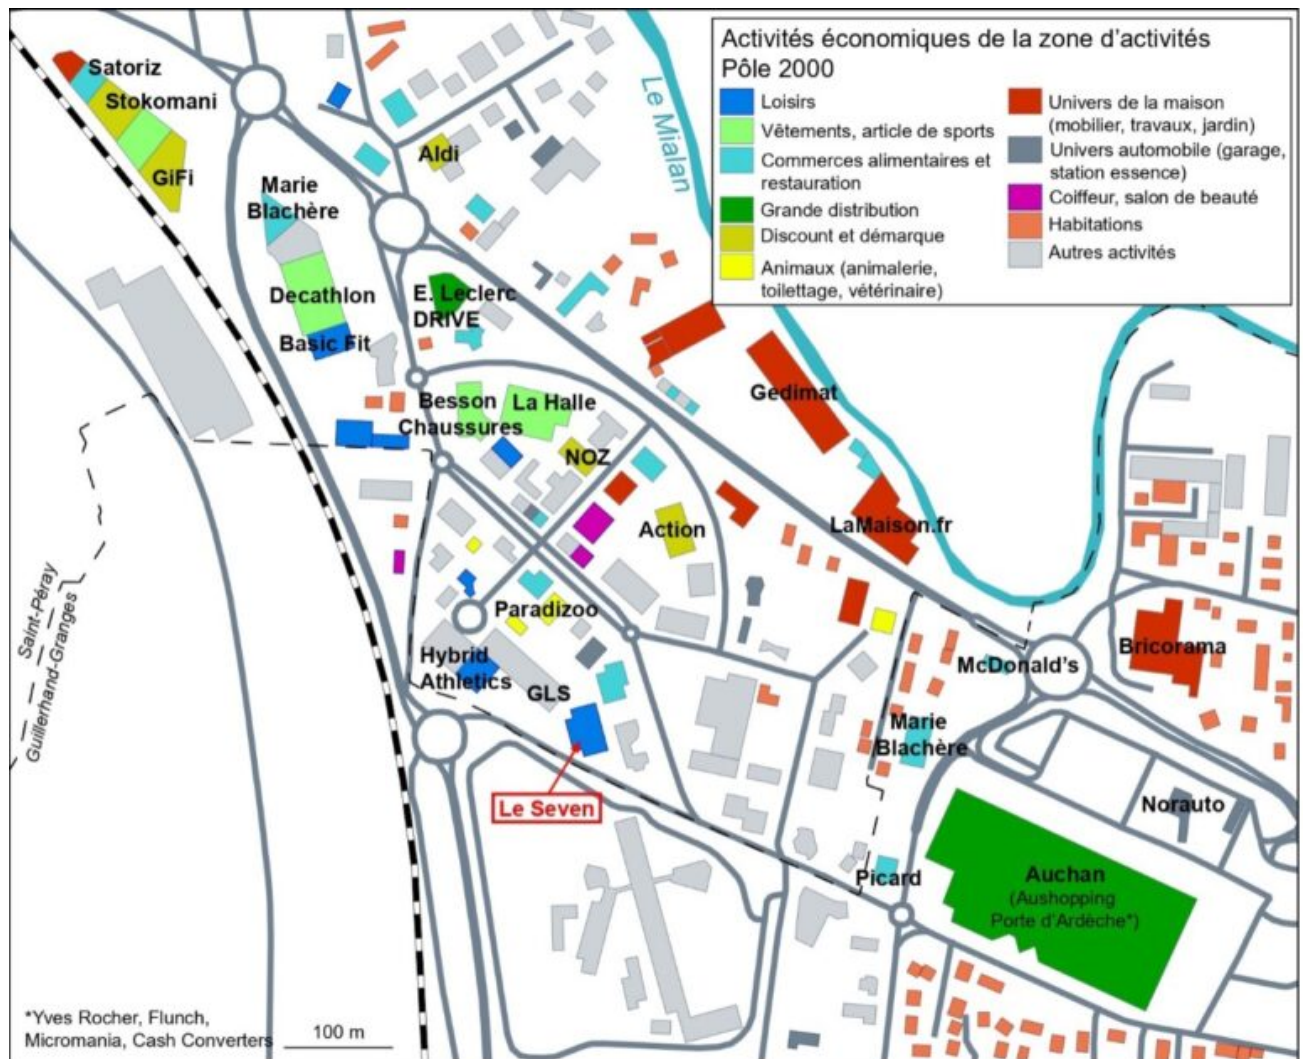 Activités économiques de la zone d'activités
Pôle 2000
Loisirs
Vêtements, article de sports
Commerces alimentaires et
restauration
Grande distribution
Discount et démarque
Animaux (animalerie,
toilettage, vétérinaire)
Univers de la maison
(mobilier, travaux, jardin)
Univers automobile (garage,
station essence)
Coiffeur, salon de beauté
Habitations
Autres activités
Le Mialan
Satoriz
Stokomani
GiFi
Aldi
Marie
Blachère
Decathlon
Basic Fit
E. Leclerc
DRIVE
Besson
Chaussures
La Halle
NOZ
Gedimat
Action
LaMaison.fr
Paradizoo
Hybrid
Athletics
GLS
Saint-Péray
Guillerhand-Granges
McDonald's
Bricorama
Marie
Blachère
Le Seven
Norauto
Picard
Auchan
(Aushopping
Porte d'Ardèche*)
*Yves Rocher, Flunch,
Micromania, Cash Converters
100 m